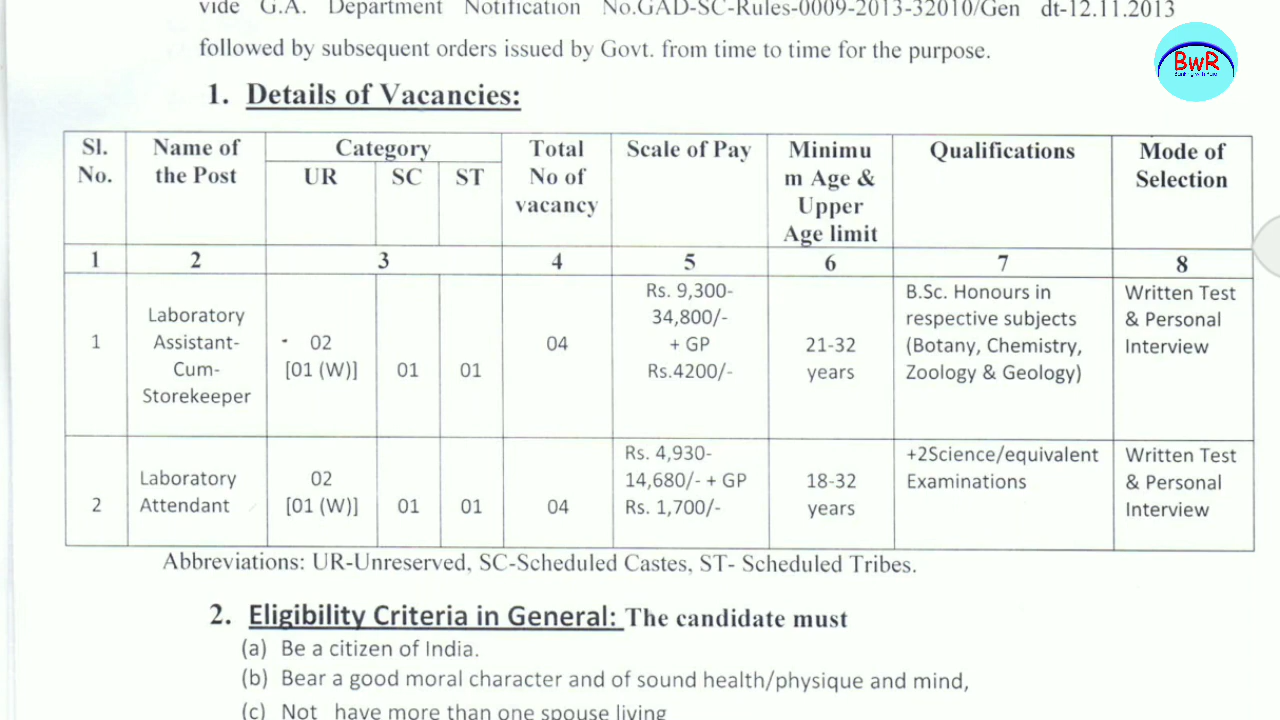 vide G.A. Department Notification No.GAD-SC-Rules-0009-2013-32010/Gen dt-12.11.2013
followed by subsequent orders issued by Govt. from time to time for the purpose.
BwR
1. Details of Vacancies:
Sl. No. Name of the Post Category Total No of vacancy Scale of Pay Minimu m Age & Upper Age limit Qualifications Mode of Selection
UR SC ST
1 2 3 4 5 6 7 8
1 Laboratory Assistant- Cum- Storekeeper 02 [01 (W)] 01 01 04 Rs. 9,300- 34,800/- + GP Rs.4200/- 21-32 years B.Sc. Honours in respective subjects (Botany, Chemistry, Zoology & Geology) Written Test & Personal Interview
2 Laboratory Attendant 02 [01 (W)] 01 01 04 Rs. 4,930- 14,680/- + GP Rs. 1,700/- 18-32 years +2Science/equivalent Examinations Written Test & Personal Interview
Abbreviations: UR-Unreserved, SC-Scheduled Castes, ST- Scheduled Tribes.
2. Eligibility Criteria in General: The candidate must
(a) Be a citizen of India.
(b) Bear a good moral character and of sound health/physique and mind,
(c) Not have more than one spouse living